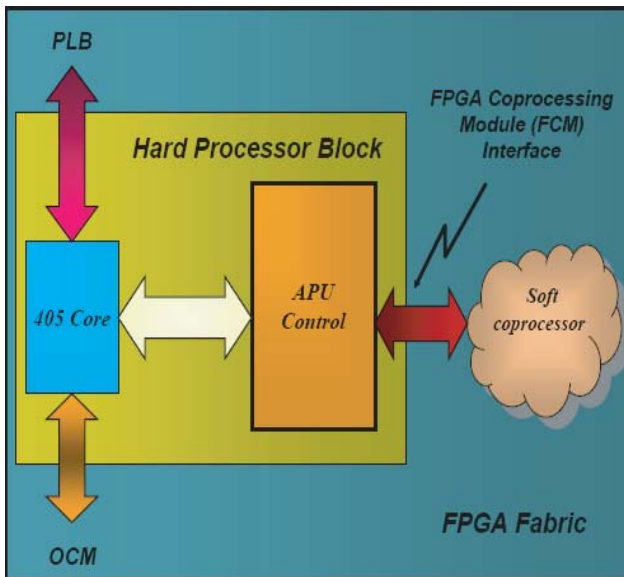 PLB
FPGA Coprocessing
Module (FCM)
Interface
Hard Processor Block
405 Core
APU
Control
Soft
coprocessor
FPGA Fabric
OCM